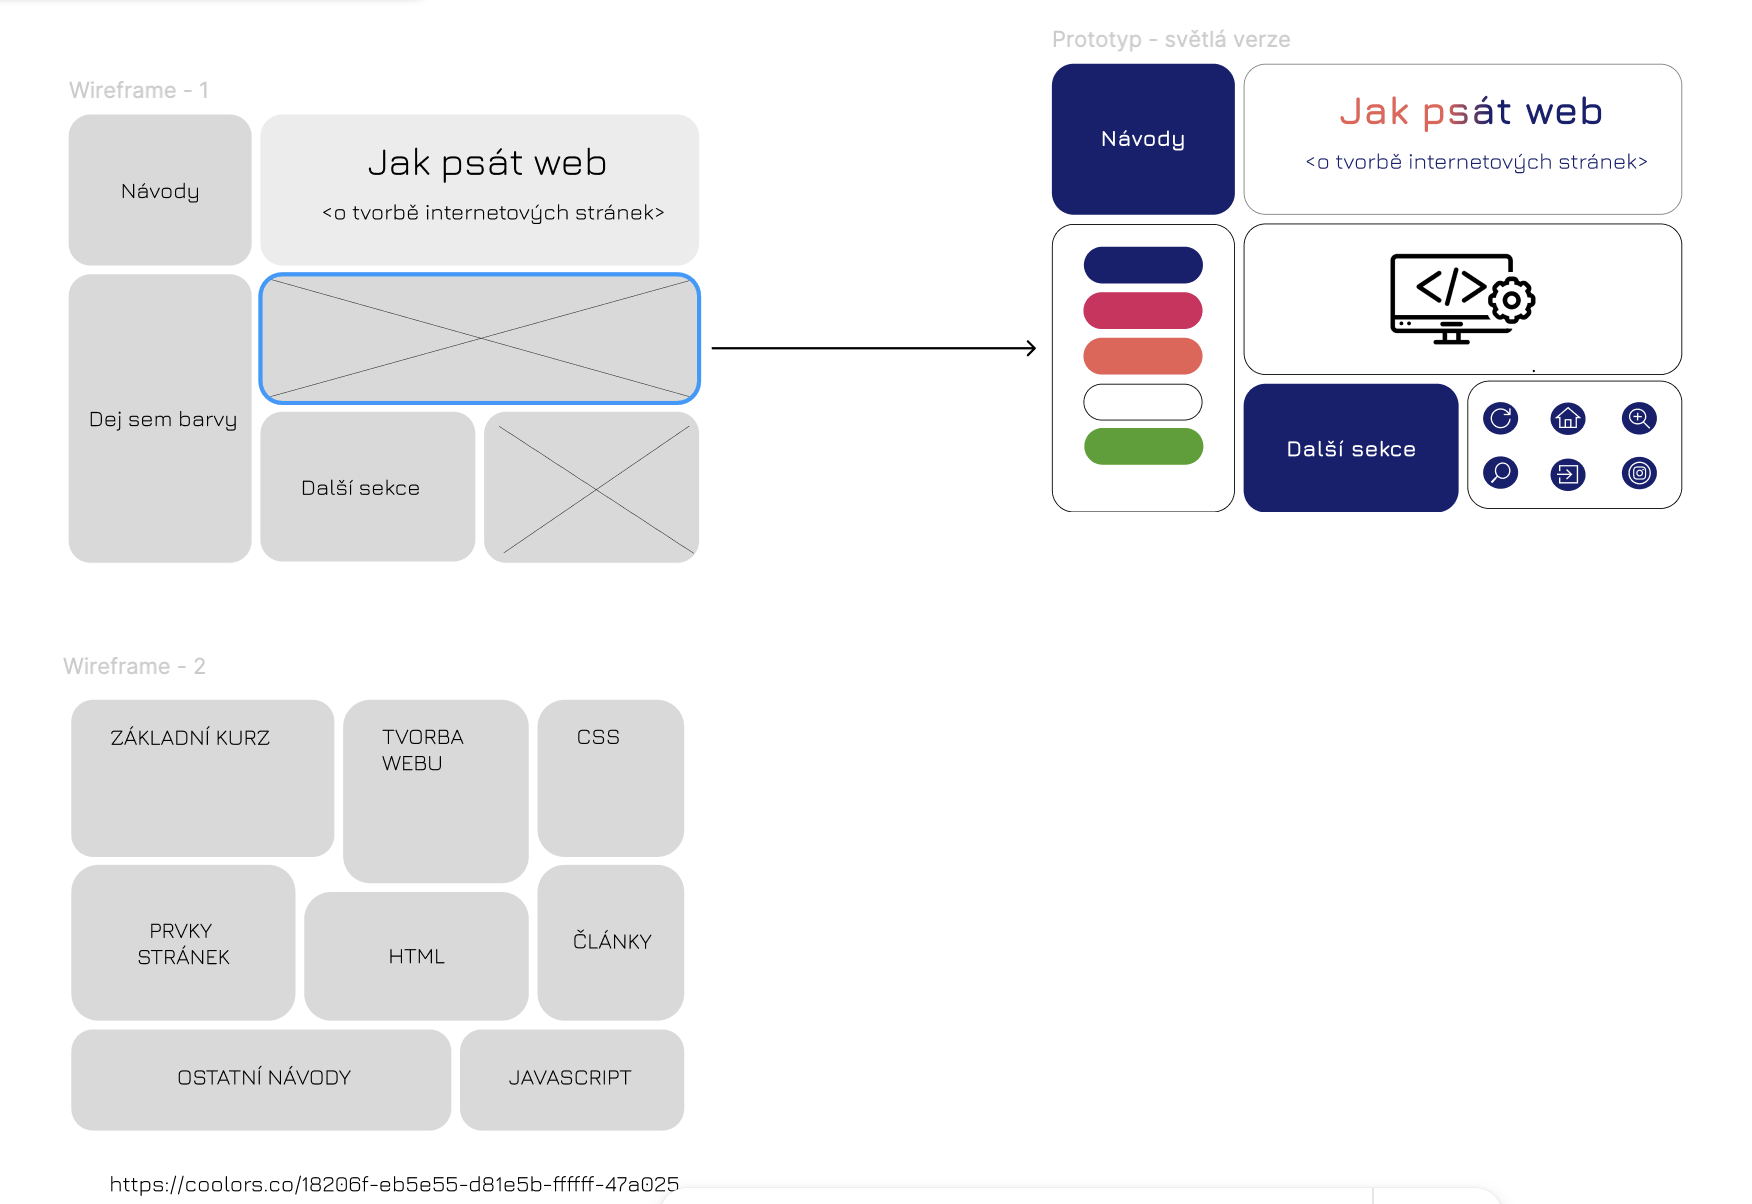 Prototyp - světlá verze
Wireframe - 1
Návody
Jak psát web
<o tvorbě internetových stránek>
Dej sem barvy
Další sekce
Návody
Jak psát web
<o tvorbě internetových stránek>
</>
Další sekce
Wireframe - 2
ZÁKLADNÍ KURZ
TVORBA
WEBU
CSS
PRVKY
STRÁNEK
HTML
ČLÁNKY
OSTATNÍ NÁVODY
JAVASCRIPT
https://coolors.co/18206f-eb5e55-d81e5b-ffffff-47a025